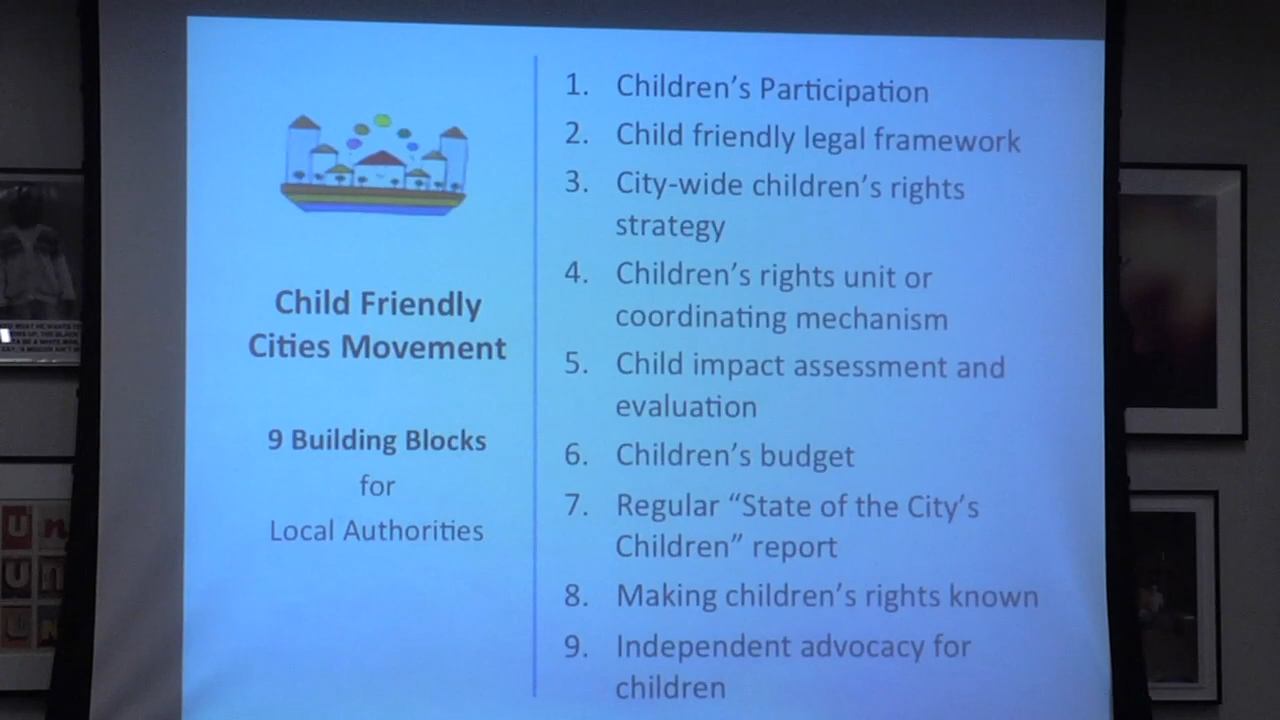 Child Friendly
Cities Movement
9 Building Blocks
for
Local Authorities
1. Children’s Participation
2. Child friendly legal framework
3. City-wide children’s rights
strategy
4. Children’s rights unit or
coordinating mechanism
5. Child impact assessment and
evaluation
6. Children’s budget
7. Regular “State of the City’s
Children” report
8. Making children’s rights known
9. Independent advocacy for
children